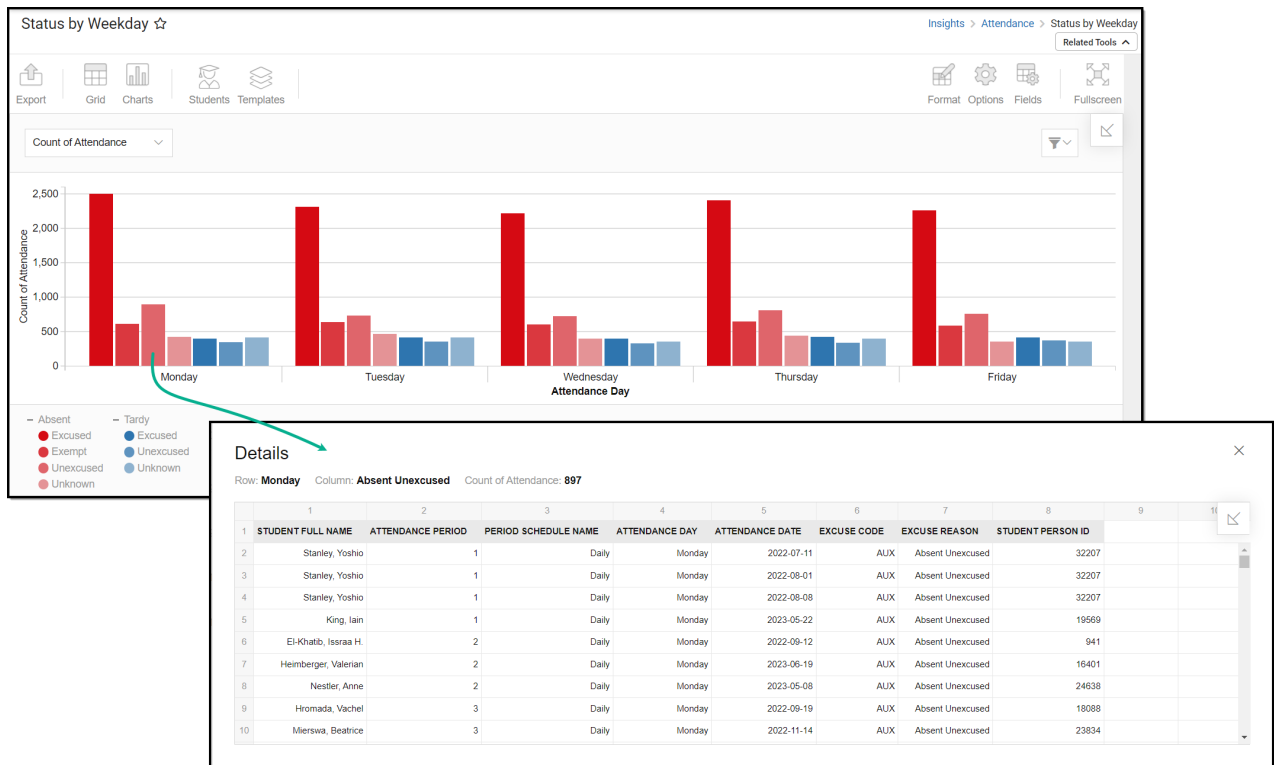 Status by Weekday
Insights > Attendance > Status by Weekday
Related Tools
Export Grid Charts Students Templates Format Options Fields Fullscreen
Count of Attendance
2,500
2,000
1,500
1,000
500
0
Count of Attendance
Monday Tuesday Wednesday Thursday Friday
Attendance Day
Absent Tardy
Excused Excused
Exempt Unexcused
Unexcused Unknown
Unknown
Details
Row: Monday Column: Absent Unexcused Count of Attendance: 897
1 2 3 4 5 6 7 8 9 10
1 STUDENT FULL NAME ATTENDANCE PERIOD PERIOD SCHEDULE NAME ATTENDANCE DAY ATTENDANCE DATE EXCUSE CODE EXCUSE REASON STUDENT PERSON ID
2 Stanley, Yoshio 1 Daily Monday 2022-07-11 AUX Absent Unexcused 32207
3 Stanley, Yoshio 1 Daily Monday 2022-08-01 AUX Absent Unexcused 32207
4 Stanley, Yoshio 1 Daily Monday 2022-08-08 AUX Absent Unexcused 32207
5 King, Iain 1 Daily Monday 2023-05-22 AUX Absent Unexcused 19569
6 El-Khatib, Issraa H. 2 Daily Monday 2022-09-12 AUX Absent Unexcused 941
7 Heimberger, Valerian 2 Daily Monday 2023-06-19 AUX Absent Unexcused 16401
8 Nestler, Anne 2 Daily Monday 2023-05-08 AUX Absent Unexcused 24638
9 Hromada, Vachel 3 Daily Monday 2022-09-19 AUX Absent Unexcused 18088
10 Mierswa, Beatrice 3 Daily Monday 2022-11-14 AUX Absent Unexcused 23834